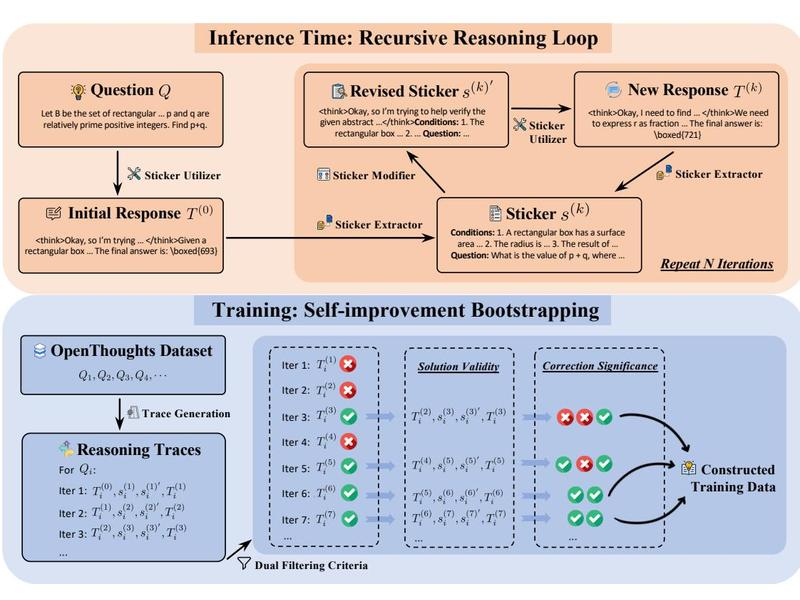 Inference Time: Recursive Reasoning Loop
Question Q
Let B be the set of rectangular ... p and q are
relatively prime positive integers. Find p+q.
Sticker Utilizer
Initial Response T^(0)
<think>Okay, so I'm trying ... </think>Given a
rectangular box ... The final answer is: \boxed{693}
Sticker Extractor
Revised Sticker s^(k)′
<think>Okay, so I'm trying to help verify the
given abstract ...</think>Conditions: 1. The
rectangular box ... 2. ... Question: ...
Sticker
Utilizer
New Response T^(k)
<think>Okay, I need to find ... </think>We need
to express r as fraction ... The final answer is:
\boxed{721}
Sticker Modifier
Sticker Extractor
Sticker s^(k)
Conditions: 1. A rectangular box has a surface
area ... 2. The radius is ... 3. The result of ...
Question: What is the value of p + q, where ...
Repeat N Iterations
Training: Self-improvement Bootstrapping
OpenThoughts Dataset
Q_1, Q_2, Q_3, Q_4, ···
Trace Generation
Reasoning Traces
For Q_i:
Iter 1: T_i^(0), s_i^(1), s_i^(1)′, T_i^(1)
Iter 2: T_i^(1), s_i^(2), s_i^(2)′, T_i^(2)
Iter 3: T_i^(2), s_i^(3), s_i^(3)′, T_i^(3)
...
Dual Filtering Criteria
Iter 1: T_i^(1)
Iter 2: T_i^(2)
Iter 3: T_i^(3)
Iter 4: T_i^(4)
Iter 5: T_i^(5)
Iter 6: T_i^(6)
Iter 7: T_i^(7)
...
Solution Validity
T_i^(2), s_i^(3), s_i^(3)′, T_i^(3)
T_i^(4), s_i^(5), s_i^(5)′, T_i^(5)
T_i^(5), s_i^(6), s_i^(6)′, T_i^(6)
T_i^(6), s_i^(7), s_i^(7)′, T_i^(7)
...
Correction Significance
...
Constructed
Training Data